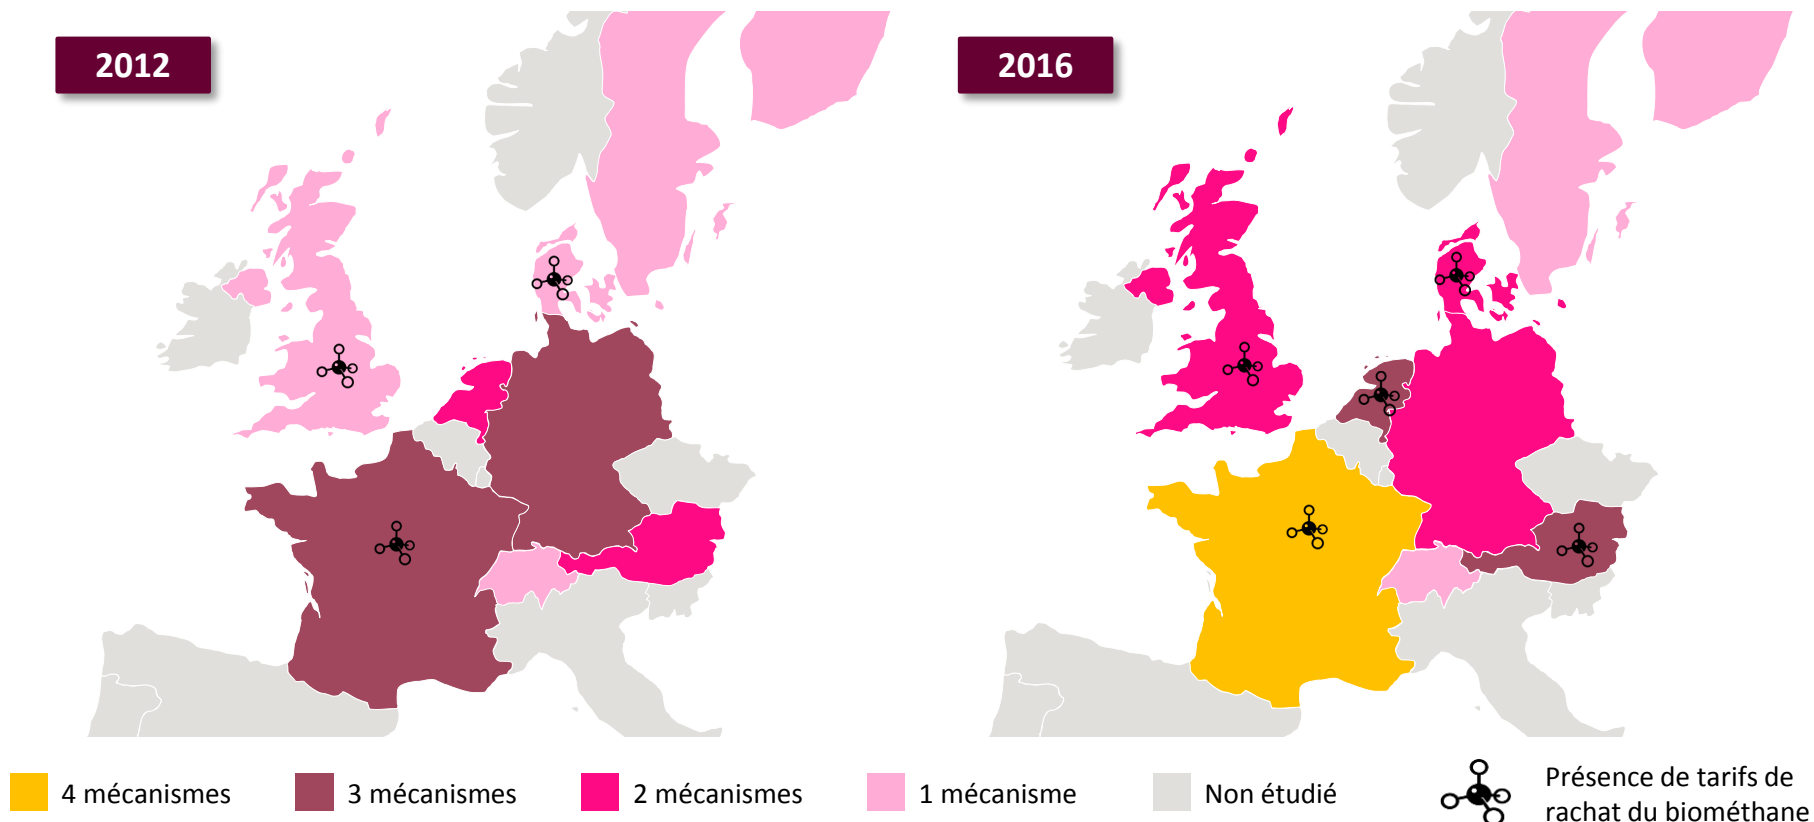 2012
2016
4 mécanismes
3 mécanismes
2 mécanismes
1 mécanisme
Non étudié
Présence de tarifs de
rachat du biométhane